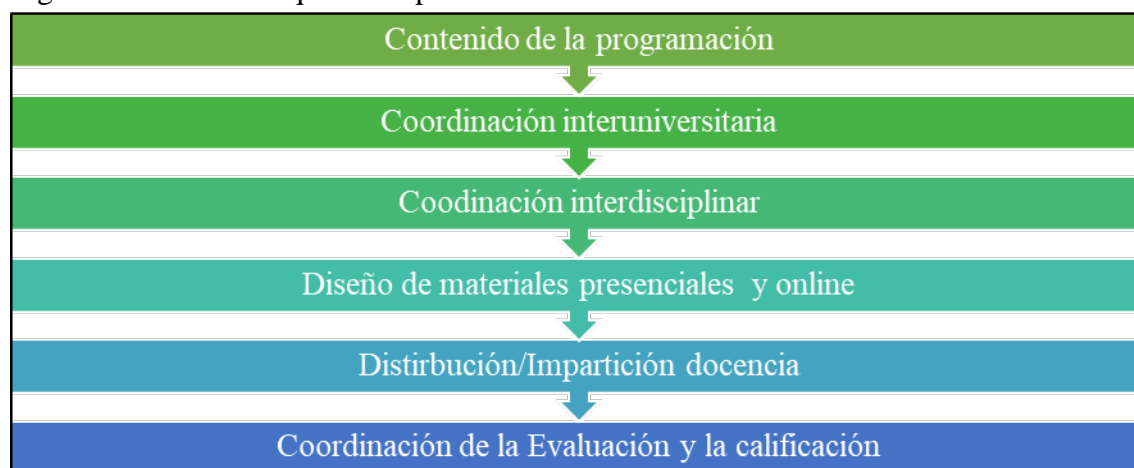 Contenido de la programación
Coordinación interuniversitaria
Coodinación interdisciplinar
Diseño de materiales presenciales y online
Distirbución/Impartición docencia
Coordinación de la Evaluación y la calificación